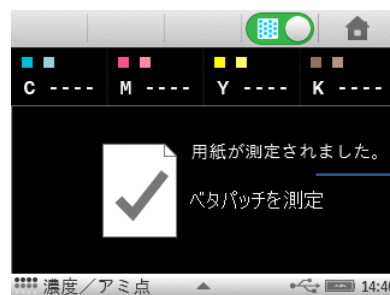 C ---- M ---- Y ---- K ----
用紙が測定されました。
ベタパッチを測定
濃度／アミ点 14:40